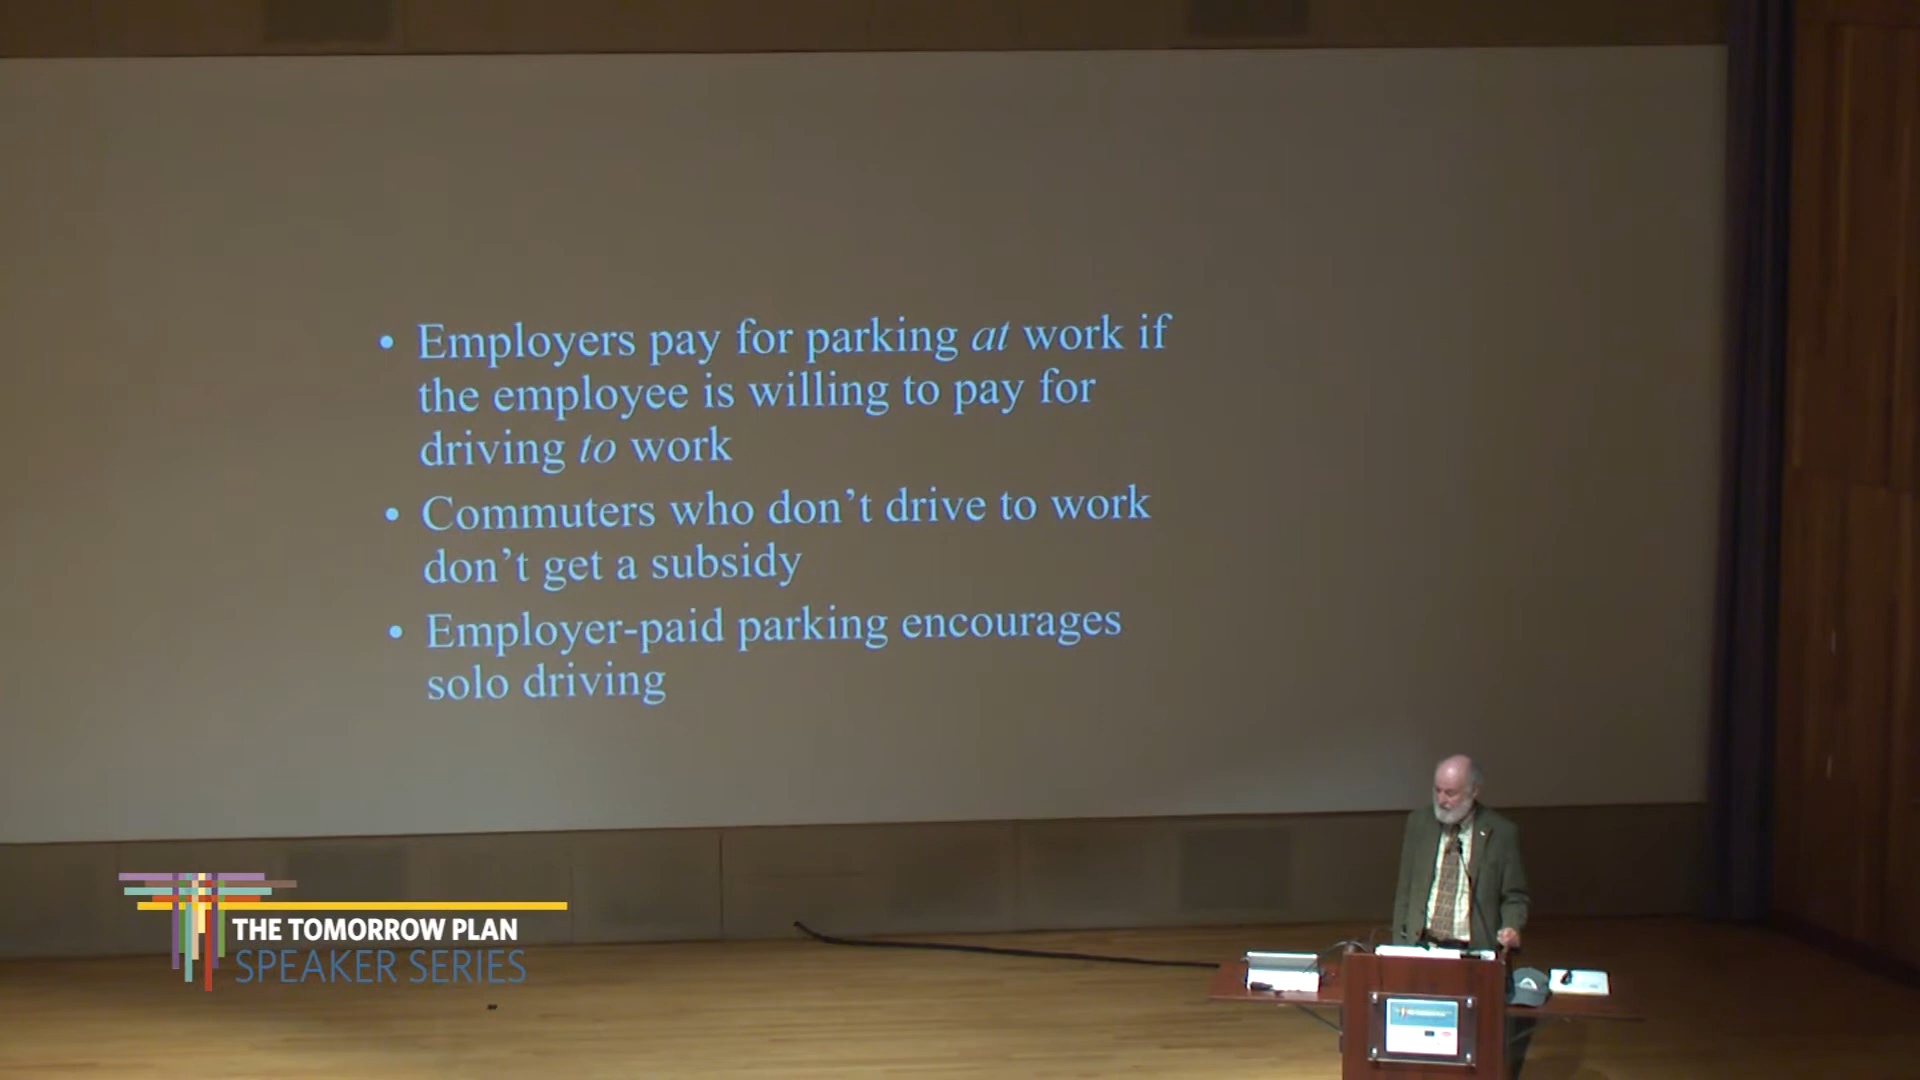 • Employers pay for parking at work if
the employee is willing to pay for
driving to work
• Commuters who don't drive to work
don't get a subsidy
• Employer-paid parking encourages
solo driving
THE TOMORROW PLAN
SPEAKER SERIES